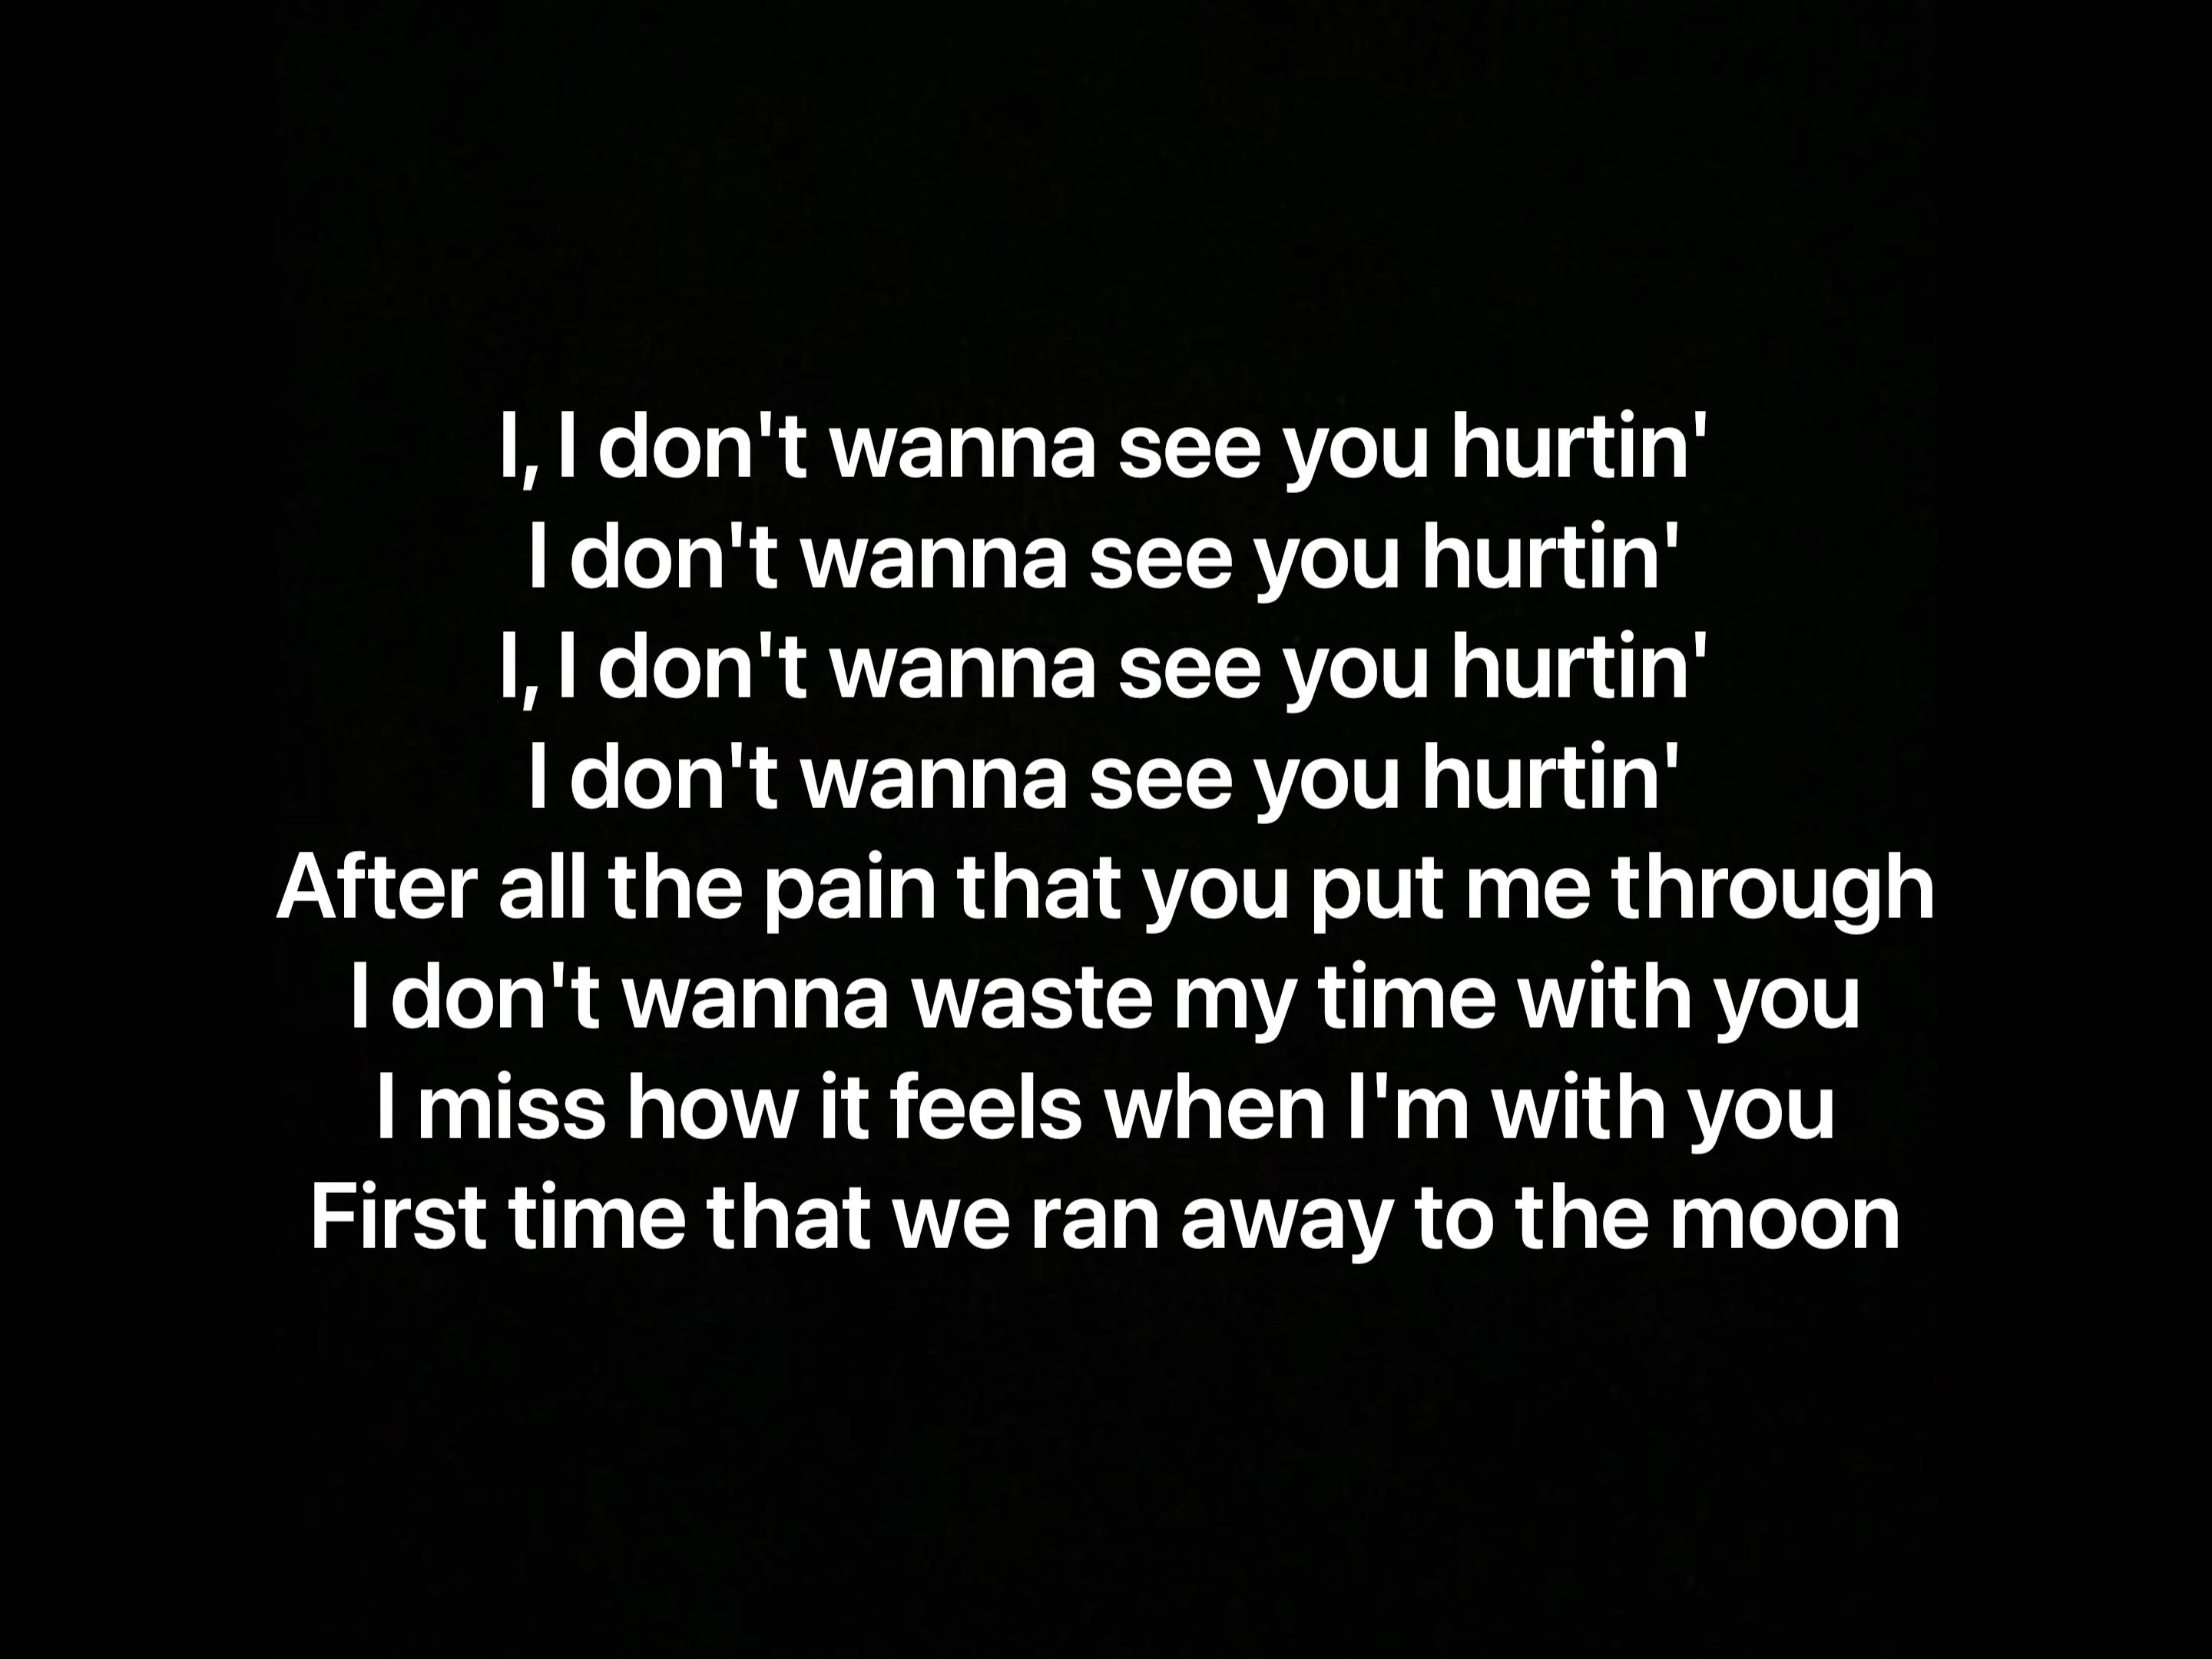 I, I don't wanna see you hurtin'
I don't wanna see you hurtin'
I, I don't wanna see you hurtin'
I don't wanna see you hurtin'
After all the pain that you put me through
I don't wanna waste my time with you
I miss how it feels when I'm with you
First time that we ran away to the moon